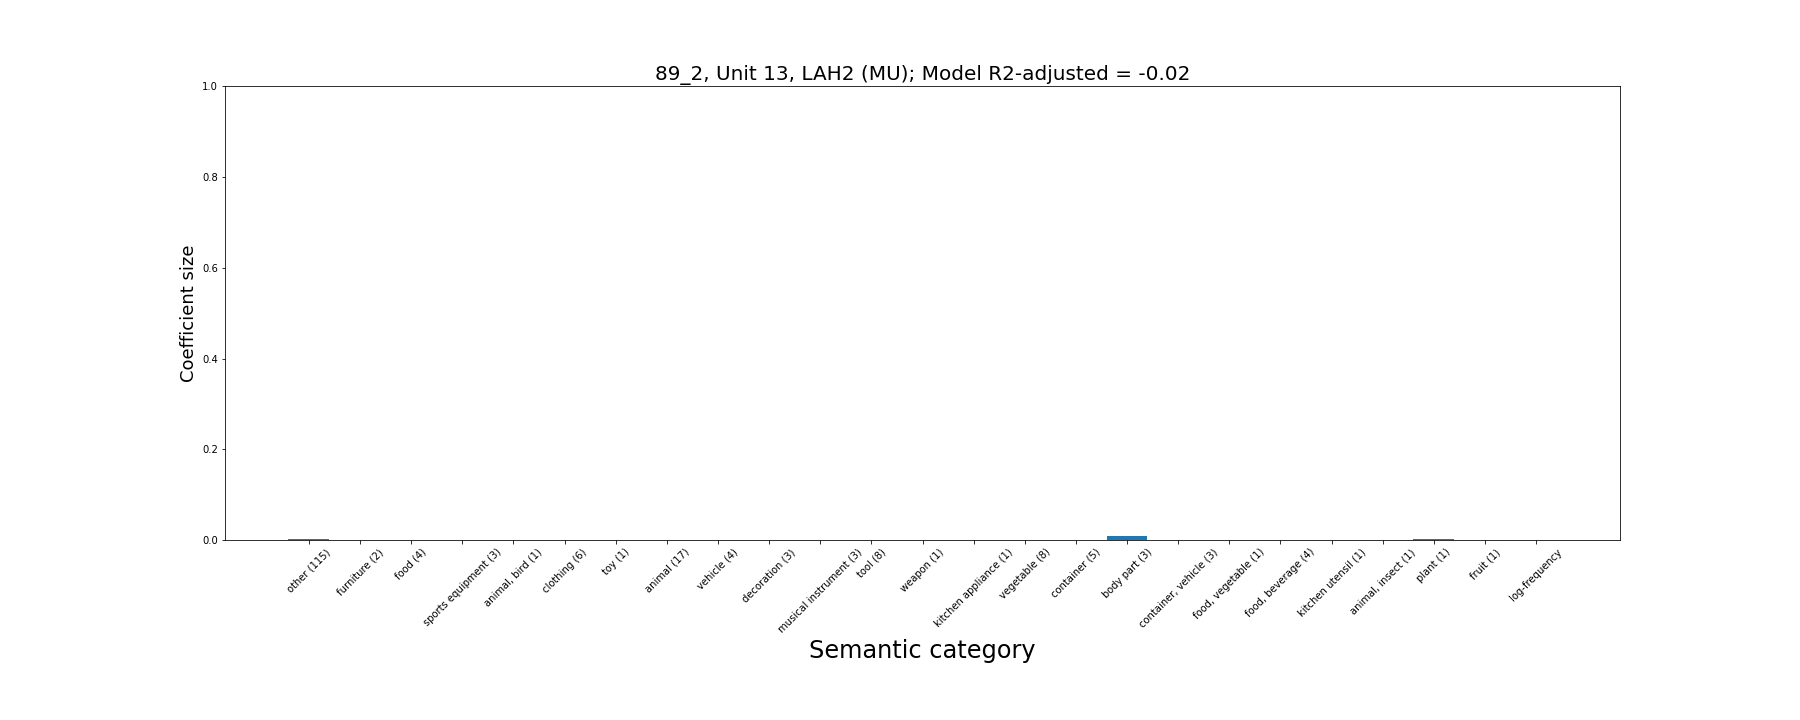 89_2, Unit 13, LAH2 (MU); Model R2-adjusted = -0.02
1.0
0.8
0.6
0.4
0.2
0.0
Coefficient size
other (115)
furniture (2)
food (4)
sports equipment (3)
animal, bird (1)
clothing (6)
toy (1)
animal (17)
vehicle (4)
decoration (3)
musical instrument (3)
tool (8)
weapon (1)
kitchen appliance (1)
vegetable (8)
container (5)
body part (3)
container, vehicle (3)
food, vegetable (1)
food, beverage (4)
kitchen utensil (1)
animal, insect (1)
plant (1)
fruit (1)
log-frequency
Semantic category